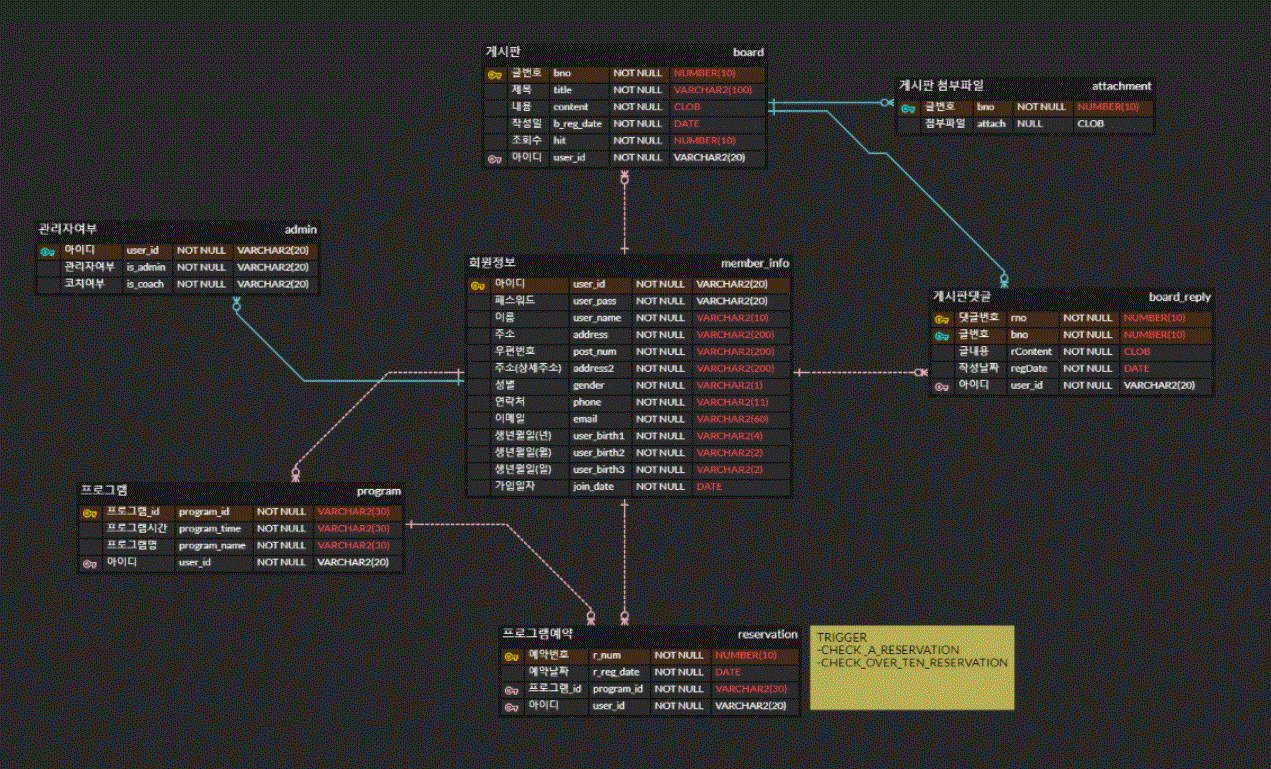 게시판 board
글번호 bno NOT NULL NUMBER(10)
제목 title NOT NULL VARCHAR2(100)
내용 content NOT NULL CLOB
작성일 b_reg_date NOT NULL DATE
조회수 hit NOT NULL NUMBER(10)
아이디 user_id NOT NULL VARCHAR2(20)
게시판 첨부파일 attachment
글번호 bno NOT NULL NUMBER(10)
첨부파일 attach NULL CLOB
관리자여부 admin
아이디 user_id NOT NULL VARCHAR2(20)
관리자여부 is_admin NOT NULL VARCHAR2(20)
코치여부 is_coach NOT NULL VARCHAR2(20)
회원정보 member_info
아이디 user_id NOT NULL VARCHAR2(20)
패스워드 user_pass NOT NULL VARCHAR2(20)
이름 user_name NOT NULL VARCHAR2(10)
주소 address NOT NULL VARCHAR2(200)
우편번호 post_num NOT NULL VARCHAR2(200)
주소(상세주소) address2 NOT NULL VARCHAR2(200)
성별 gender NOT NULL VARCHAR2(1)
연락처 phone NOT NULL VARCHAR2(11)
이메일 email NOT NULL VARCHAR2(60)
생년월일(년) user_birth1 NOT NULL VARCHAR2(4)
생년월일(월) user_birth2 NOT NULL VARCHAR2(2)
생년월일(일) user_birth3 NOT NULL VARCHAR2(2)
가입일자 join_date NOT NULL DATE
게시판댓글 board_reply
댓글번호 rno NOT NULL NUMBER(10)
글번호 bno NOT NULL NUMBER(10)
글내용 rContent NOT NULL CLOB
작성날짜 regDate NOT NULL DATE
아이디 user_id NOT NULL VARCHAR2(20)
프로그램 program
프로그램_id program_id NOT NULL VARCHAR2(30)
프로그램시간 program_time NOT NULL VARCHAR2(30)
프로그램명 program_name NOT NULL VARCHAR2(30)
아이디 user_id NOT NULL VARCHAR2(20)
프로그램예약 reservation
예약번호 r_num NOT NULL NUMBER(10)
예약날짜 r_reg_date NOT NULL DATE
프로그램_id program_id NOT NULL VARCHAR2(30)
아이디 user_id NOT NULL VARCHAR2(20)
TRIGGER
-CHECK_A_RESERVATION
-CHECK_OVER_TEN_RESERVATION